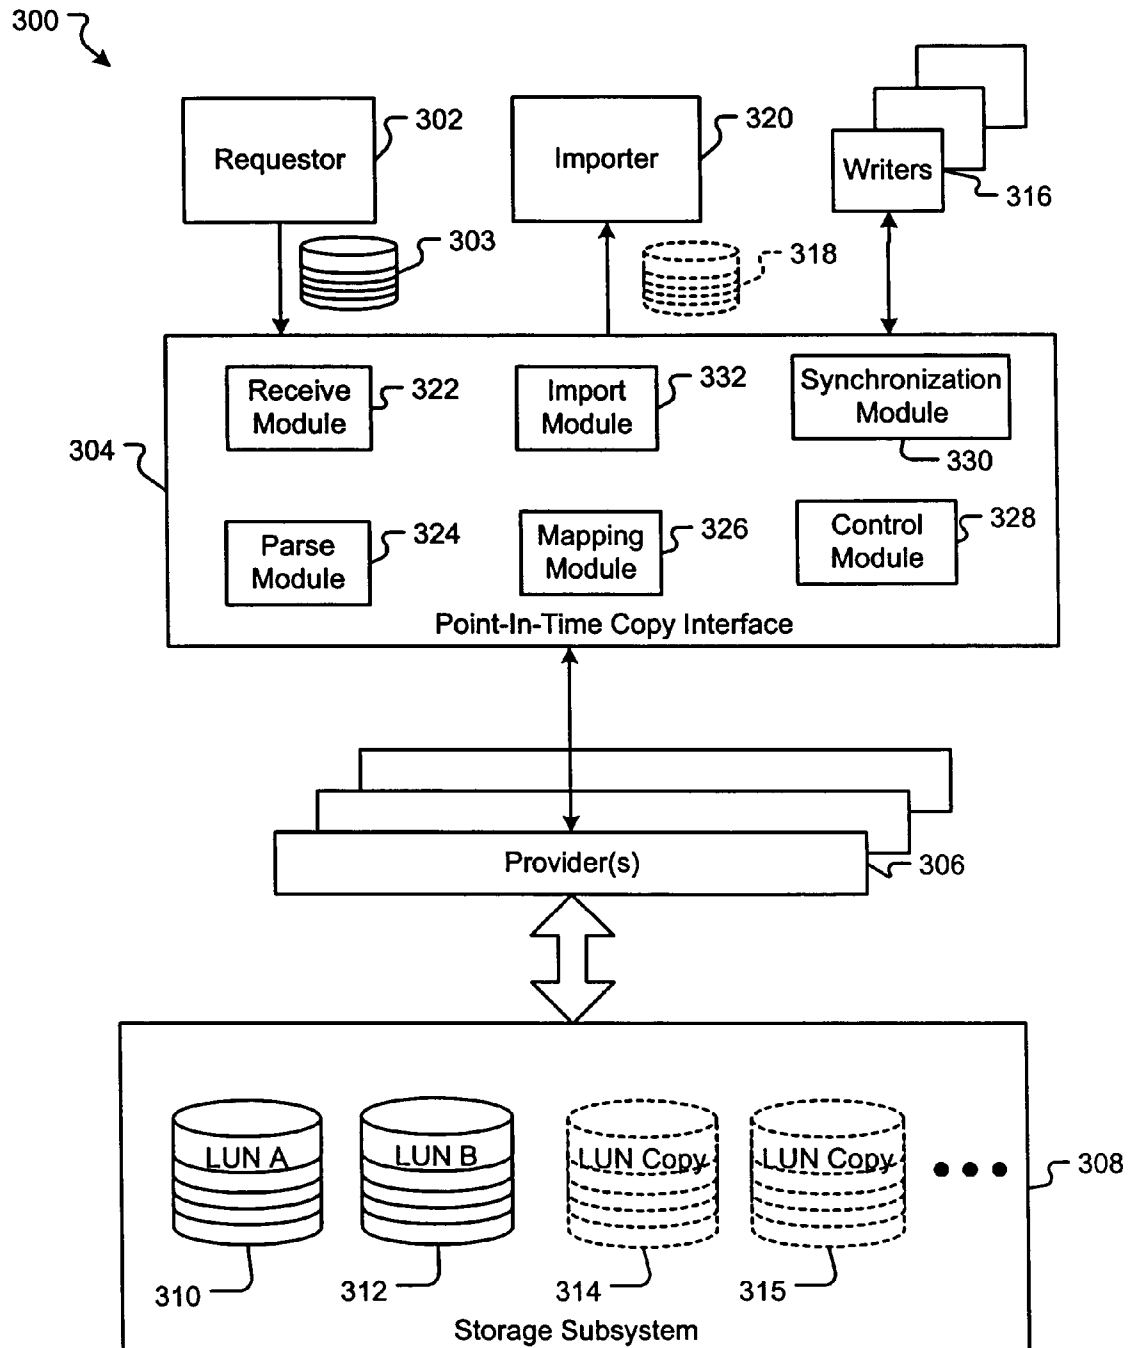 300
Requestor
302
Importer
320
Writers
316
303
318
Receive
Module
322
Import
Module
332
Synchronization
Module
330
304
Parse
Module
324
Mapping
Module
326
Control
Module
328
Point-In-Time Copy Interface
Provider(s)
306
LUN A
LUN B
LUN Copy
LUN Copy
308
310
312
314
315
Storage Subsystem